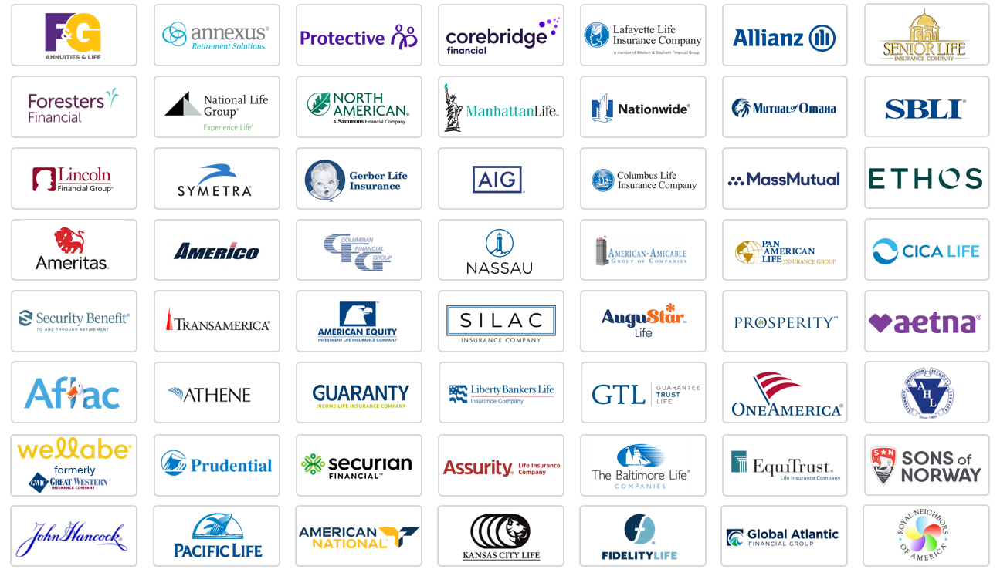 F&G
ANNUITIES & LIFE
annexus®
Retirement Solutions
Protective
corebridge
financial
Lafayette Life
Insurance Company
A member of Western & Southern Financial Group
Allianz
SENIOR LIFE
INSURANCE COMPANY
Foresters
Financial
National Life
Group®
Experience Life®
NORTH
AMERICAN®
A Sammons Financial Company
ManhattanLife™
Nationwide®
MUTUAL of OMAHA
SBLI®
Lincoln
Financial Group®
SYMETRA®
Gerber Life
Insurance
AIG®
Columbus Life
Insurance Company
MassMutual
ETHOS
Ameritas®
AMERICO
COLUMBIAN
FINANCIAL
GROUP
NASSAU
AMERICAN-AMICABLE
GROUP OF COMPANIES
PAN
AMERICAN
LIFE INSURANCE GROUP
CICA LIFE
Security Benefit®
TO AND THROUGH RETIREMENT
TRANSAMERICA®
AMERICAN EQUITY
INVESTMENT LIFE INSURANCE COMPANY®
SILAC
INSURANCE COMPANY
AuguStar™
Life
PROSPERITY℠
aetna®
Aflac
ATHENE
GUARANTY
INCOME LIFE INSURANCE COMPANY
Liberty Bankers Life
Insurance Company
GTL
GUARANTEE
TRUST
LIFE
ONEAMERICA®
AHL
Since 1909
wellabe®
formerly
GWIC GREAT WESTERN
INSURANCE COMPANY
Prudential
securian
FINANCIAL™
Assurity® Life Insurance
Company
The Baltimore Life®
COMPANIES
EquiTrust®
Life Insurance Company
SN
SONS of
NORWAY
John Hancock®
PACIFIC LIFE
AMERICAN
NATIONAL
KANSAS CITY LIFE
f
FIDELITYLIFE
Global Atlantic
FINANCIAL GROUP
ROYAL NEIGHBORS
OF AMERICA®